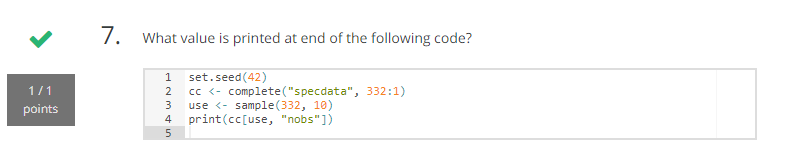 7. What value is printed at end of the following code?
1 / 1
points
1 set.seed(42)
2 cc <- complete("specdata", 332:1)
3 use <- sample(332, 10)
4 print(cc[use, "nobs"])
5